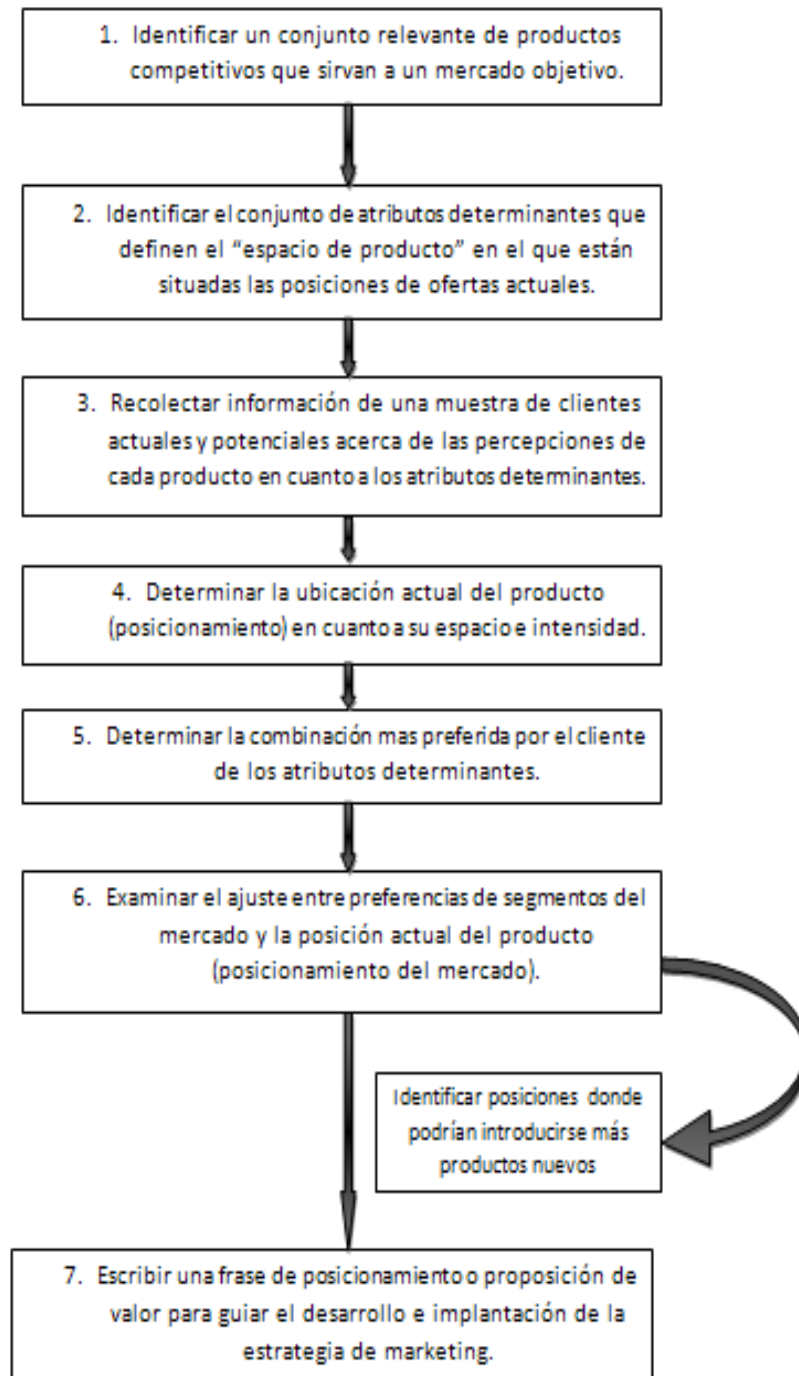 1. Identificar un conjunto relevante de productos
competitivos que sirvan a un mercado objetivo.
2. Identificar el conjunto de atributos determinantes que
definen el “espacio de producto” en el que están
situadas las posiciones de ofertas actuales.
3. Recolectar información de una muestra de clientes
actuales y potenciales acerca de las percepciones de
cada producto en cuanto a los atributos determinantes.
4. Determinar la ubicación actual del producto
(posicionamiento) en cuanto a su espacio e intensidad.
5. Determinar la combinación mas preferida por el cliente
de los atributos determinantes.
6. Examinar el ajuste entre preferencias de segmentos del
mercado y la posición actual del producto
(posicionamiento del mercado).
Identificar posiciones donde
podrían introducirse más
productos nuevos
7. Escribir una frase de posicionamiento o proposición de
valor para guiar el desarrollo e implantación de la
estrategia de marketing.